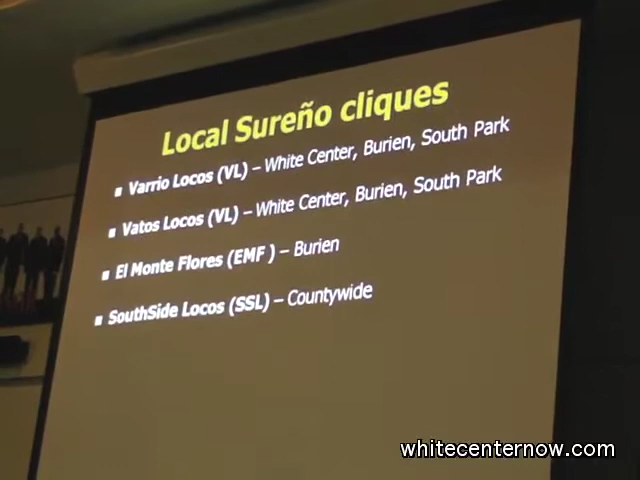 Local Sureño cliques
▪ Varrio Locos (VL) – White Center, Burien, South Park
▪ Vatos Locos (VL) – White Center, Burien, South Park
▪ El Monte Flores (EMF ) – Burien
▪ SouthSide Locos (SSL) – Countywide
whitecenternow.com